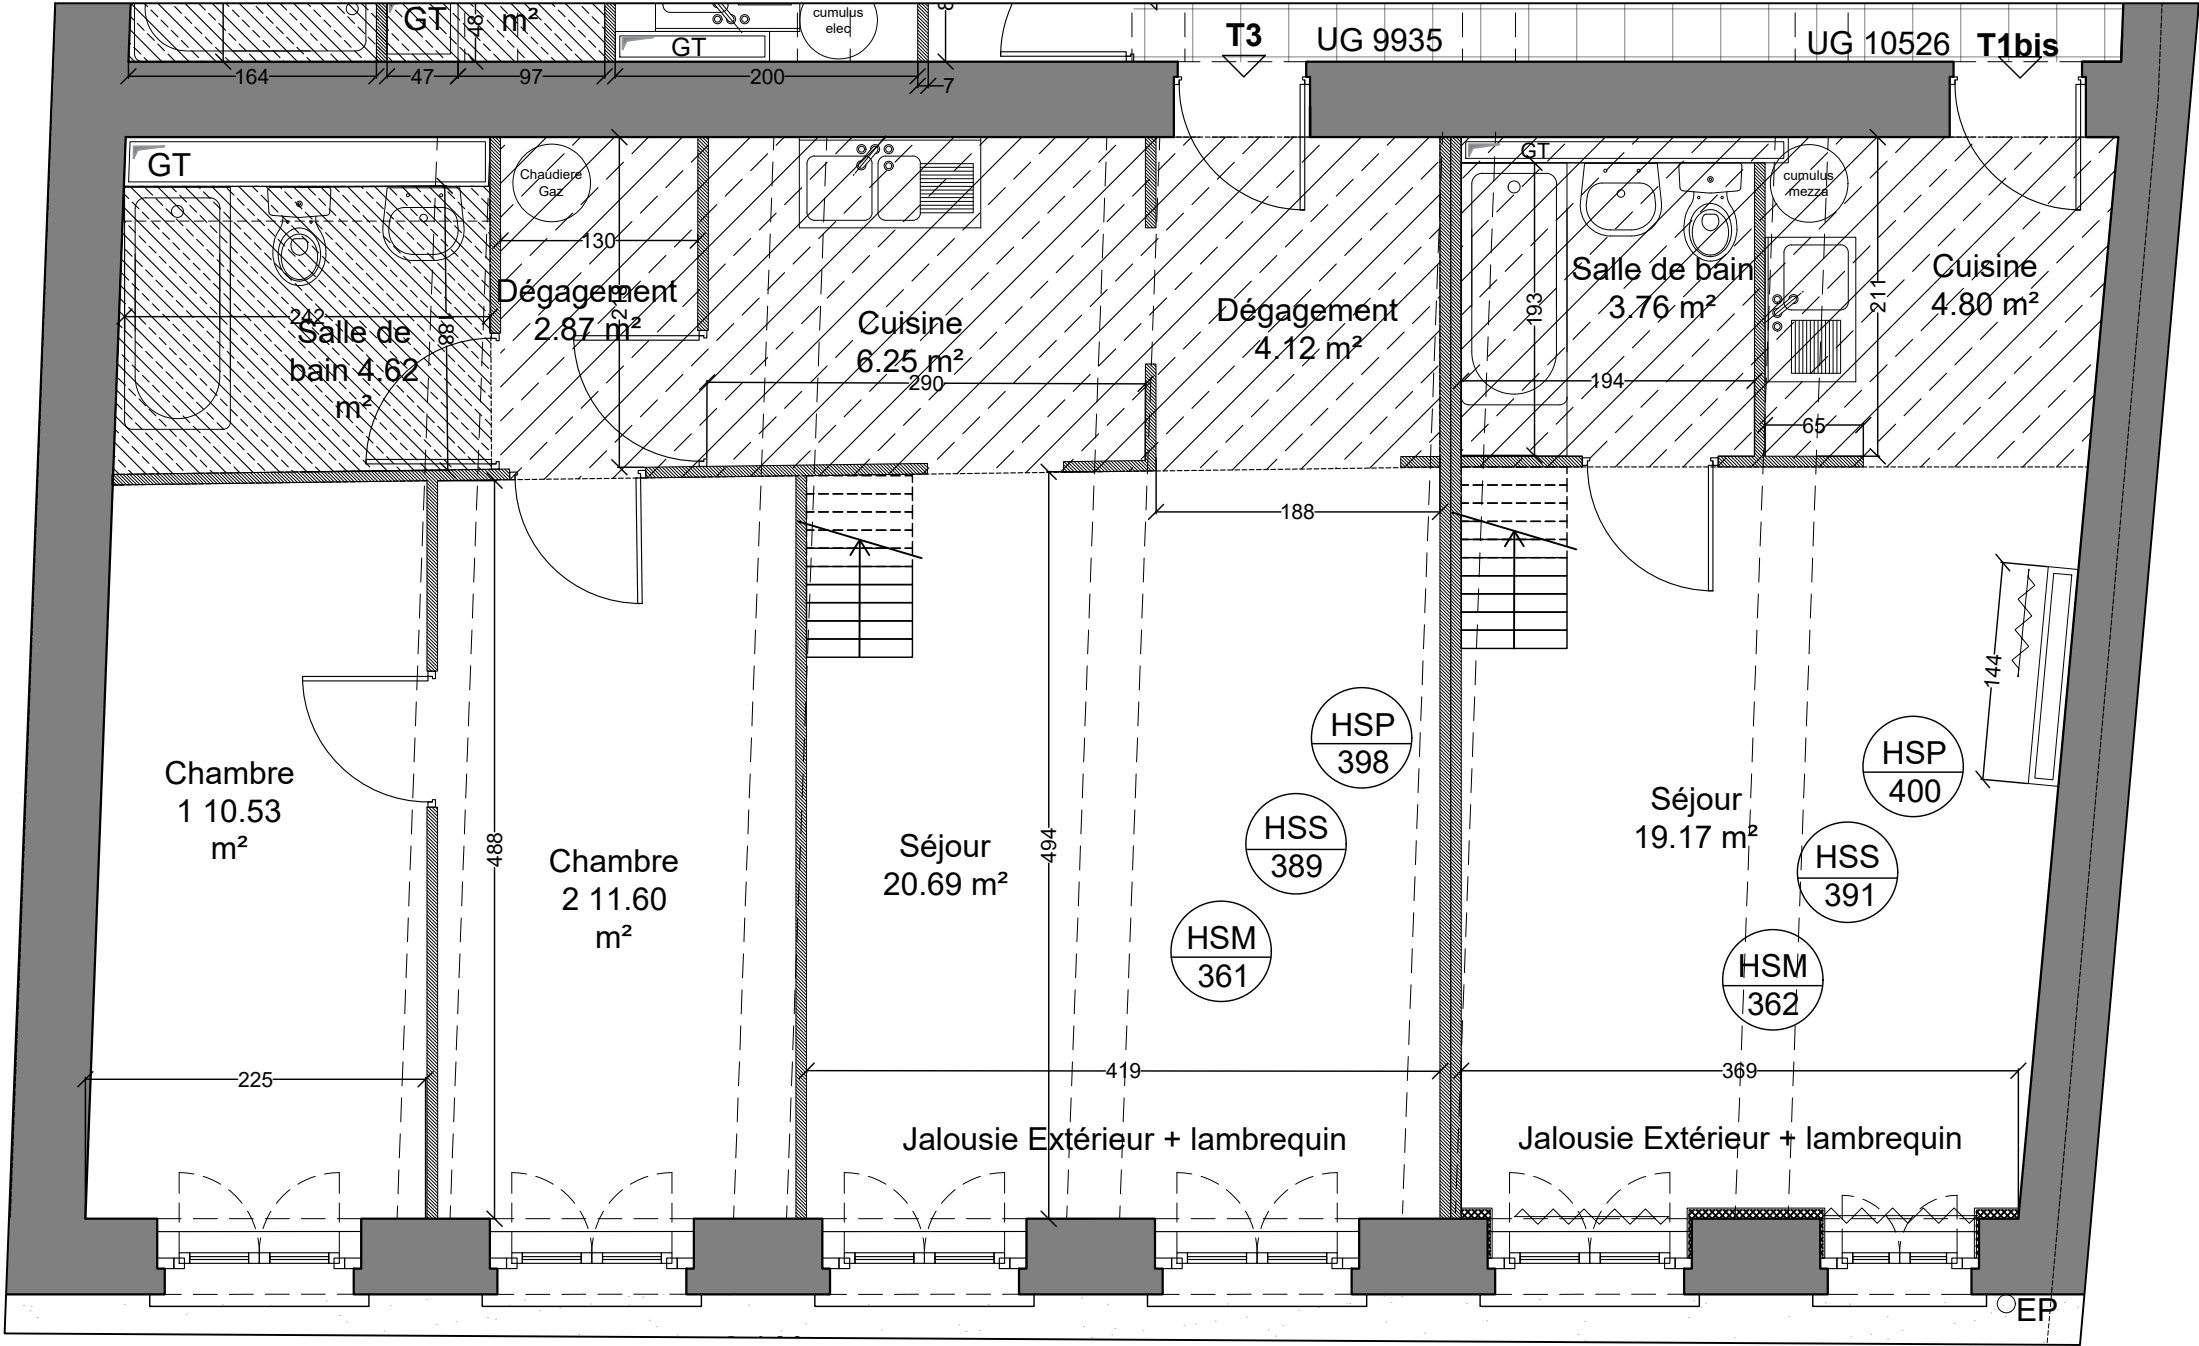 GT
48
m²
GT
cumulus
elec
T3
UG 9935
UG 10526
T1bis
164
47
97
200
7
GT
Chaudiere
Gaz
GT
cumulus
mezza
130
Dégagement
2.87 m²
219
242
Salle de
bain 4.62
m²
188
Cuisine
6.25 m²
290
Dégagement
4.12 m²
193
Salle de bain
3.76 m²
194
211
Cuisine
4.80 m²
65
188
144
HSP
398
HSP
400
Chambre
1 10.53
m²
488
Chambre
2 11.60
m²
Séjour
20.69 m²
494
HSS
389
HSM
361
Séjour
19.17 m²
HSS
391
HSM
362
225
419
369
Jalousie Extérieur + lambrequin
Jalousie Extérieur + lambrequin
EP